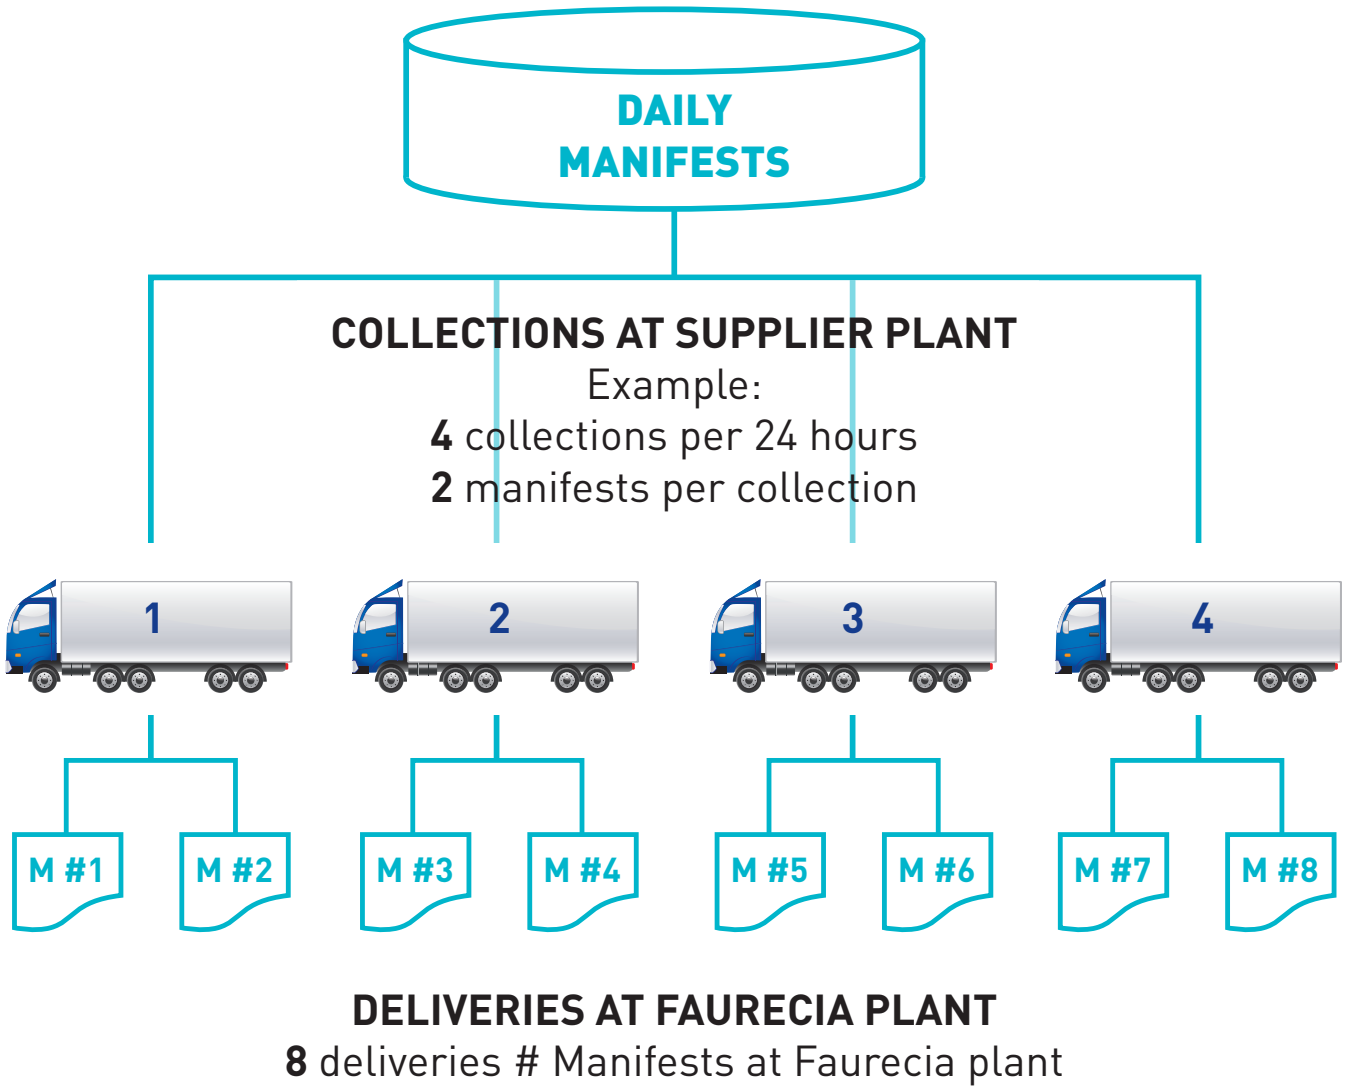 DAILY
MANIFESTS
COLLECTIONS AT SUPPLIER PLANT
Example:
4 collections per 24 hours
2 manifests per collection
1 2 3 4
M #1 M #2 M #3 M #4 M #5 M #6 M #7 M #8
DELIVERIES AT FAURECIA PLANT
8 deliveries # Manifests at Faurecia plant